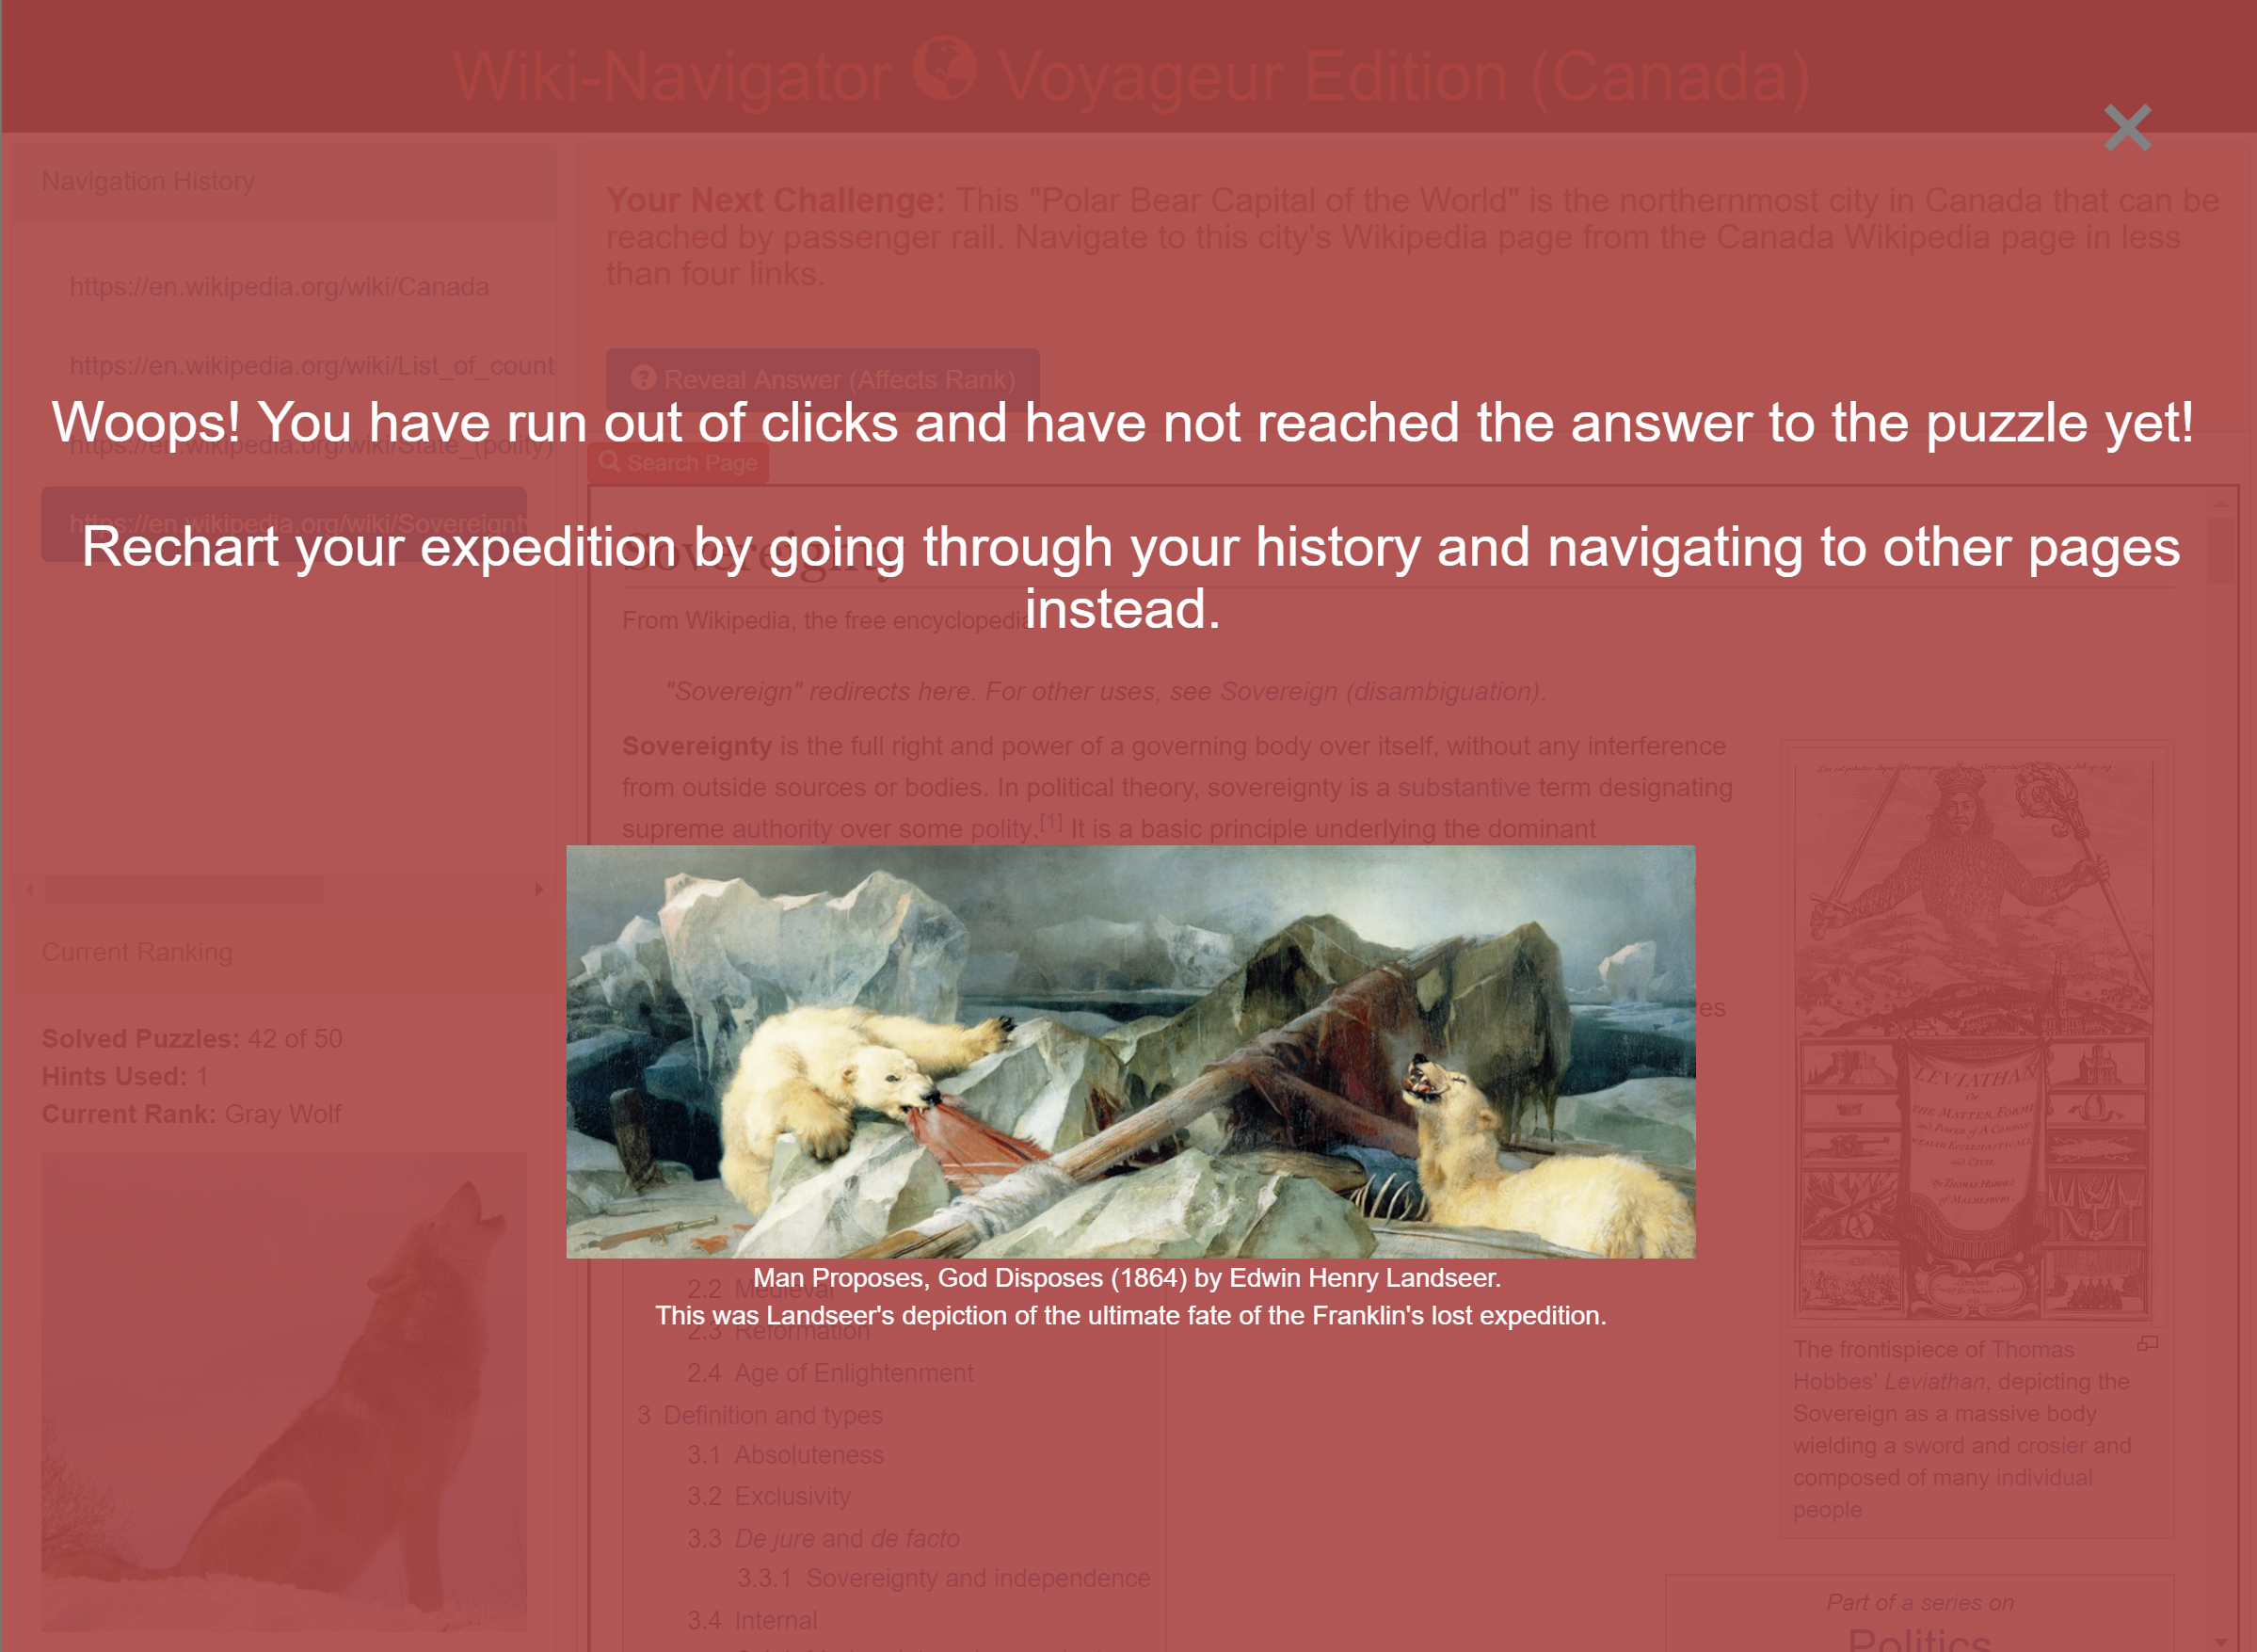 Wiki-Navigator Voyageur Edition (Canada)
Navigation History
https://en.wikipedia.org/wiki/Canada
https://en.wikipedia.org/wiki/List_of_count
https://en.wikipedia.org/wiki/State_(polity)
https://en.wikipedia.org/wiki/Sovereignty
Your Next Challenge: This "Polar Bear Capital of the World" is the northernmost city in Canada that can be
reached by passenger rail. Navigate to this city's Wikipedia page from the Canada Wikipedia page in less
than four links.
Reveal Answer (Affects Rank)
Woops! You have run out of clicks and have not reached the answer to the puzzle yet!
Search Page
Rechart your expedition by going through your history and navigating to other pages
instead.
Sovereignty
From Wikipedia, the free encyclopedia
"Sovereign" redirects here. For other uses, see Sovereign (disambiguation).
Sovereignty is the full right and power of a governing body over itself, without any interference
from outside sources or bodies. In political theory, sovereignty is a substantive term designating
supreme authority over some polity.[1] It is a basic principle underlying the dominant
Current Ranking
Solved Puzzles: 42 of 50
Hints Used: 1
Current Rank: Gray Wolf
Man Proposes, God Disposes (1864) by Edwin Henry Landseer.
This was Landseer's depiction of the ultimate fate of the Franklin's lost expedition.
2.2 Medieval
2.3 Reformation
2.4 Age of Enlightenment
3 Definition and types
3.1 Absoluteness
3.2 Exclusivity
3.3 De jure and de facto
3.3.1 Sovereignty and independence
3.4 Internal
LEVIATHAN
Or
THE MATTER, FORME
and POWER of A COMMON
WEALTH ECCLESIASTICALL
and CIVIL
By THOMAS HOBBES
of MALMESBURY
The frontispiece of Thomas
Hobbes' Leviathan, depicting the
Sovereign as a massive body
wielding a sword and crosier and
composed of many individual
people
Part of a series on
Politics